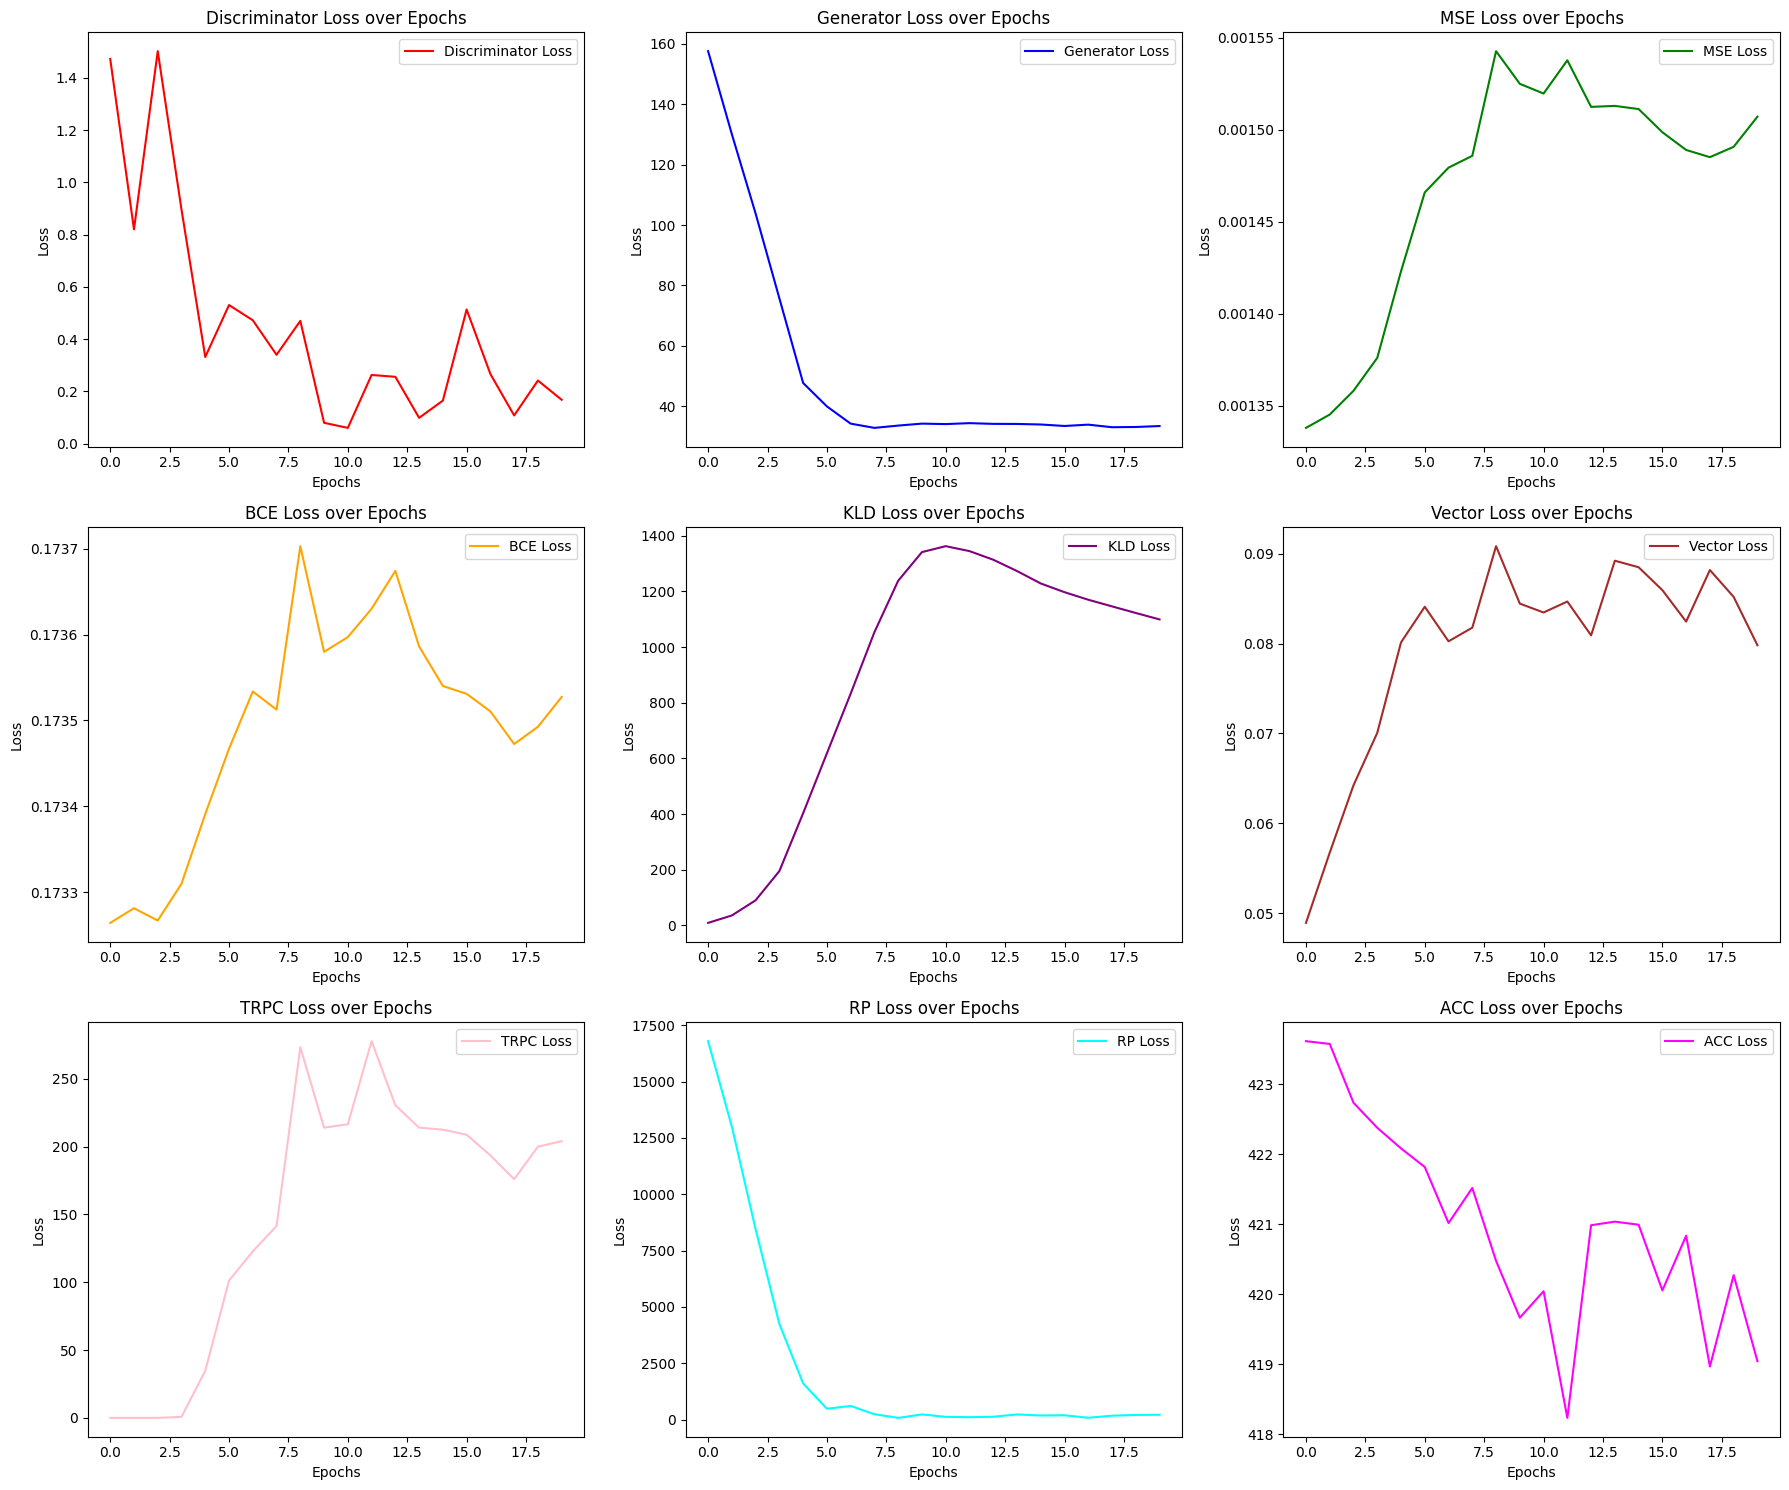 Discriminator Loss over Epochs
Discriminator Loss
1.4
1.2
1.0
0.8
0.6
0.4
0.2
0.0
Loss
0.0 2.5 5.0 7.5 10.0 12.5 15.0 17.5
Epochs
Generator Loss over Epochs
Generator Loss
160
140
120
100
80
60
40
Loss
0.0 2.5 5.0 7.5 10.0 12.5 15.0 17.5
Epochs
MSE Loss over Epochs
MSE Loss
0.00155
0.00150
0.00145
0.00140
0.00135
Loss
0.0 2.5 5.0 7.5 10.0 12.5 15.0 17.5
Epochs
BCE Loss over Epochs
BCE Loss
0.1737
0.1736
0.1735
0.1734
0.1733
Loss
0.0 2.5 5.0 7.5 10.0 12.5 15.0 17.5
Epochs
KLD Loss over Epochs
KLD Loss
1400
1200
1000
800
600
400
200
0
Loss
0.0 2.5 5.0 7.5 10.0 12.5 15.0 17.5
Epochs
Vector Loss over Epochs
Vector Loss
0.09
0.08
0.07
0.06
0.05
Loss
0.0 2.5 5.0 7.5 10.0 12.5 15.0 17.5
Epochs
TRPC Loss over Epochs
TRPC Loss
250
200
150
100
50
0
Loss
0.0 2.5 5.0 7.5 10.0 12.5 15.0 17.5
Epochs
RP Loss over Epochs
RP Loss
17500
15000
12500
10000
7500
5000
2500
0
Loss
0.0 2.5 5.0 7.5 10.0 12.5 15.0 17.5
Epochs
ACC Loss over Epochs
ACC Loss
423
422
421
420
419
418
Loss
0.0 2.5 5.0 7.5 10.0 12.5 15.0 17.5
Epochs